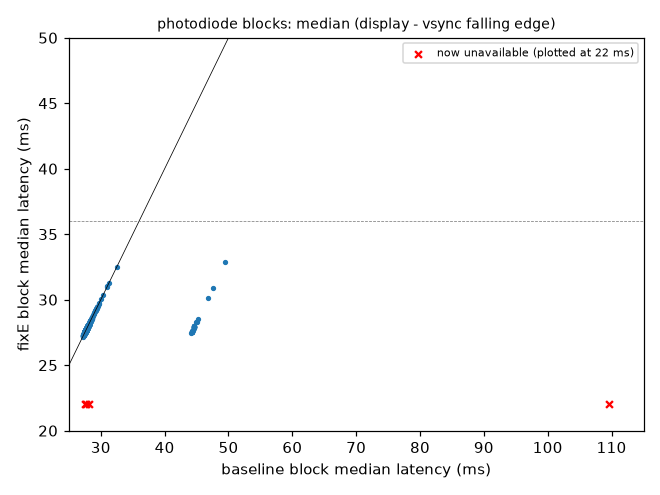 photodiode blocks: median (display - vsync falling edge)
now unavailable (plotted at 22 ms)
fixE block median latency (ms)
50
45
40
35
30
25
20
30 40 50 60 70 80 90 100 110
baseline block median latency (ms)